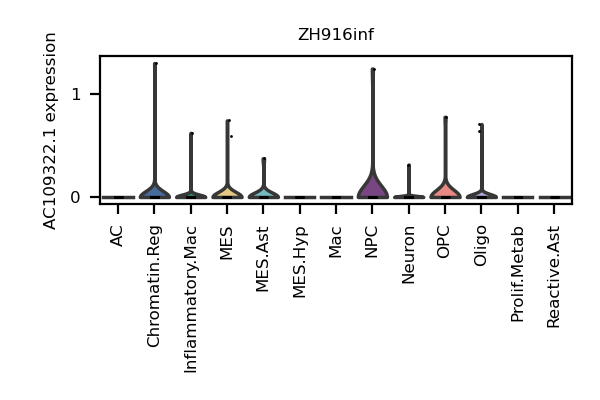 ZH916inf
AC109322.1 expression
1
0
AC
Chromatin.Reg
Inflammatory.Mac
MES
MES.Ast
MES.Hyp
Mac
NPC
Neuron
OPC
Oligo
Prolif.Metab
Reactive.Ast